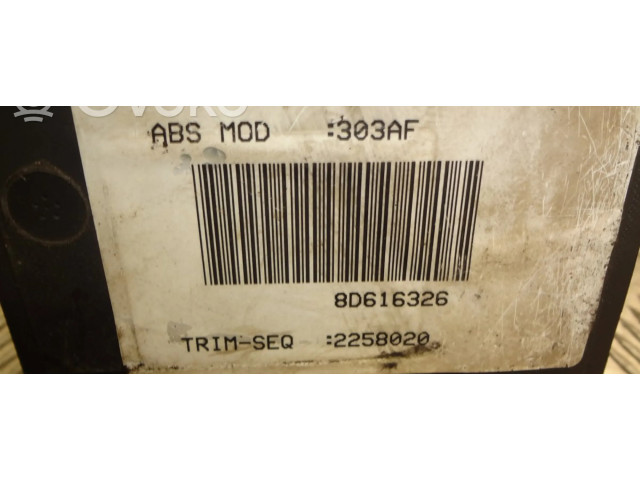 ABS MOD :303AF
8D616326
TRIM-SEQ :2258020